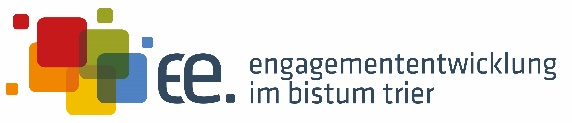 ee. engagemententwicklung
im bistum trier